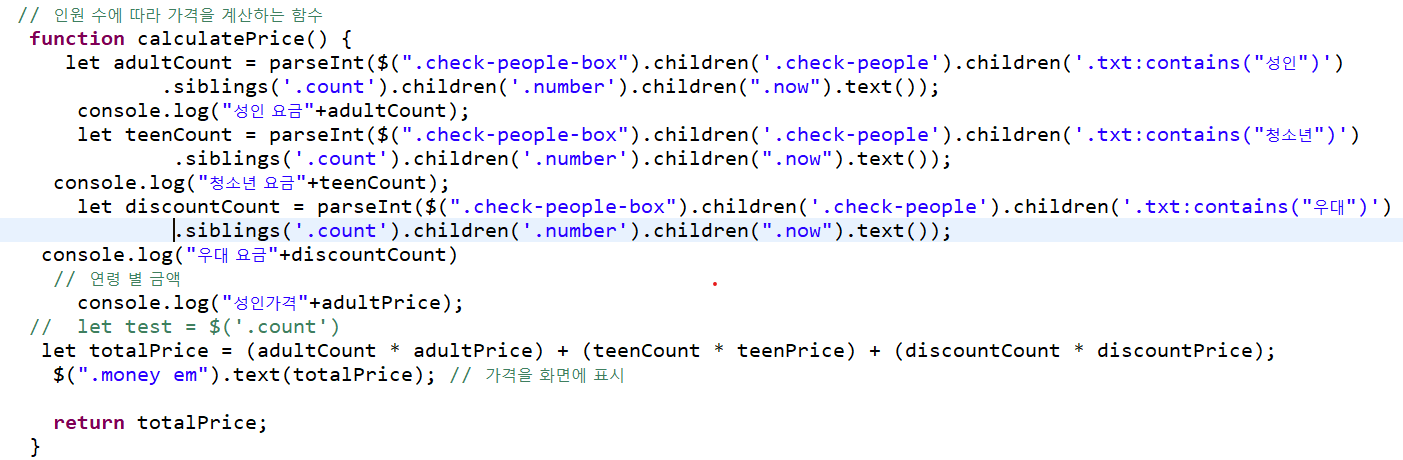 // 인원 수에 따라 가격을 계산하는 함수
function calculatePrice() {
let adultCount = parseInt($(".check-people-box").children('.check-people').children('.txt:contains("성인")')
.siblings('.count').children('.number').children(".now").text());
console.log("성인 요금"+adultCount);
let teenCount = parseInt($(".check-people-box").children('.check-people').children('.txt:contains("청소년")')
.siblings('.count').children('.number').children(".now").text());
console.log("청소년 요금"+teenCount);
let discountCount = parseInt($(".check-people-box").children('.check-people').children('.txt:contains("우대")')
.siblings('.count').children('.number').children(".now").text());
console.log("우대 요금"+discountCount)
// 연령 별 금액
console.log("성인가격"+adultPrice);
// let test = $('.count')
let totalPrice = (adultCount * adultPrice) + (teenCount * teenPrice) + (discountCount * discountPrice);
$(".money em").text(totalPrice); // 가격을 화면에 표시
return totalPrice;
}